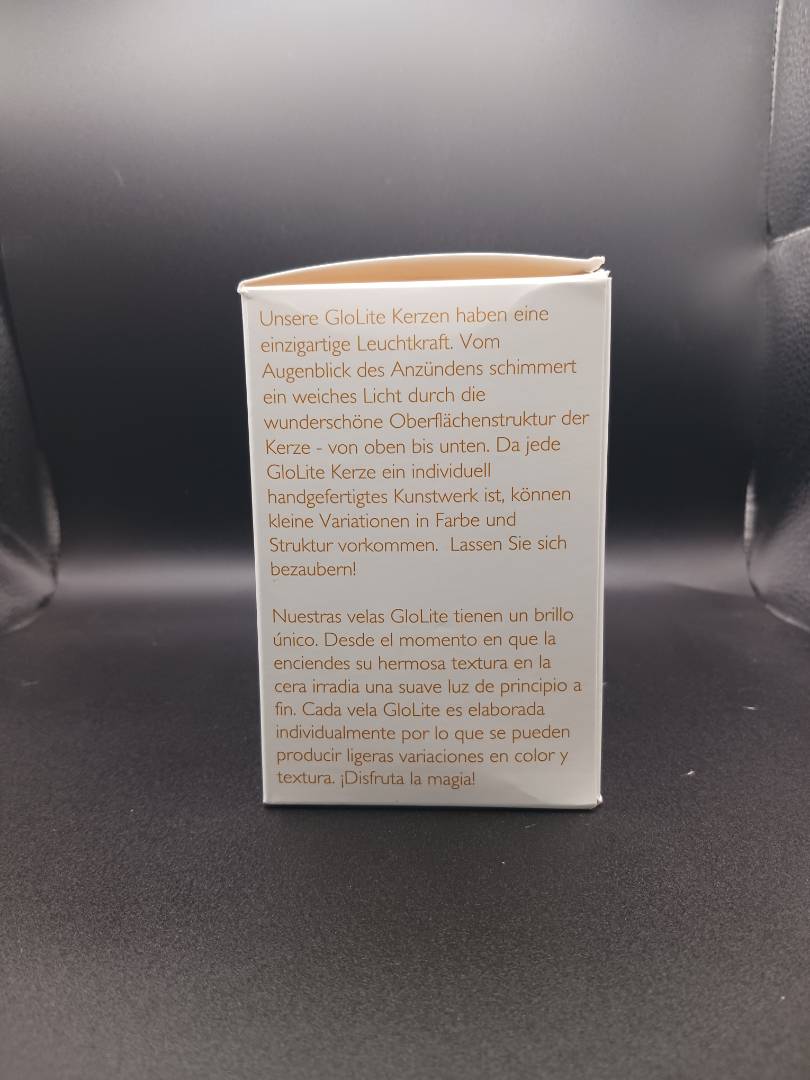 Unsere GloLite Kerzen haben eine
einzigartige Leuchtkraft. Vom
Augenblick des Anzündens schimmert
ein weiches Licht durch die
wunderschöne Oberflächenstruktur der
Kerze - von oben bis unten. Da jede
GloLite Kerze ein individuell
handgefertigtes Kunstwerk ist, können
kleine Variationen in Farbe und
Struktur vorkommen. Lassen Sie sich
bezaubern!
Nuestras velas GloLite tienen un brillo
único. Desde el momento en que la
enciendes su hermosa textura en la
cera irradia una suave luz de principio a
fin. Cada vela GloLite es elaborada
individualmente por lo que se pueden
producir ligeras variaciones en color y
textura. ¡Disfruta la magia!